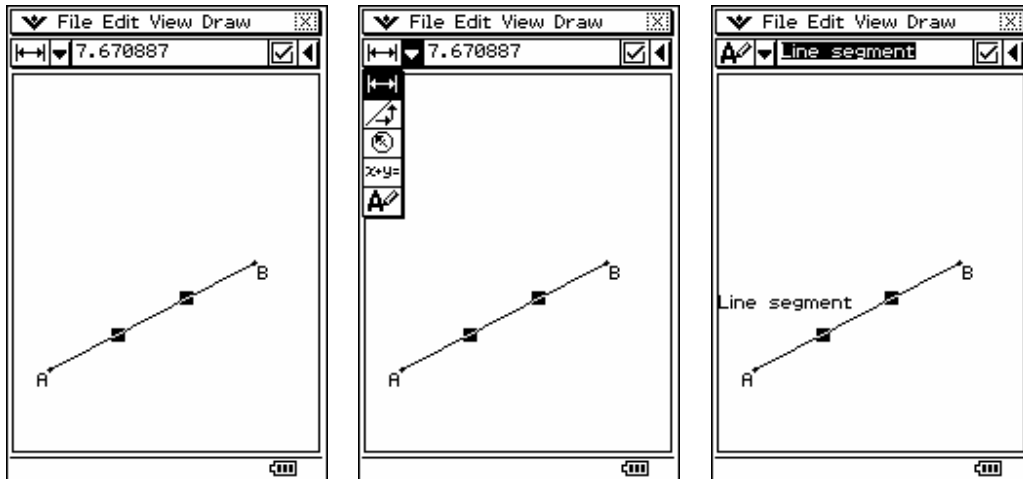 File Edit View Draw
7.670887
B
A
File Edit View Draw
7.670887
x+y=
A
B
A
File Edit View Draw
A Line segment
B
Line segment
A